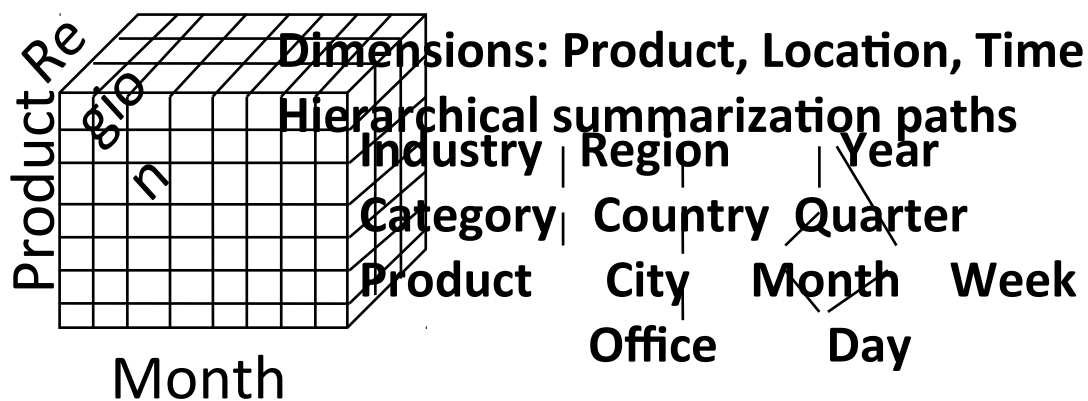 Dimensions: Product, Location, Time
Hierarchical summarization paths
Industry Region Year
Category Country Quarter
Product City Month Week
Office Day
Product
Region
Month